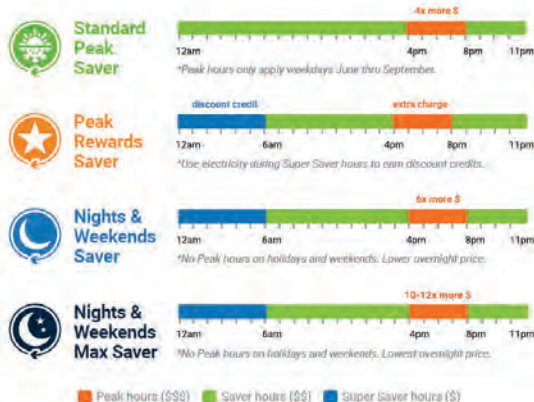 Standard
Peak
Saver
4x more $
12am 4pm 8pm 11pm
*Peak hours only apply weekdays June thru September.
Peak
Rewards
Saver
discount credit extra charge
12am 6am 4pm 8pm 11pm
*Use electricity during Super Saver hours to earn discount credits.
Nights &
Weekends
Saver
6x more $
12am 6am 4pm 8pm 11pm
*No Peak hours on holidays and weekends. Lower overnight price.
Nights &
Weekends
Max Saver
10-12x more $
12am 6am 4pm 8pm 11pm
*No Peak hours on holidays and weekends. Lowest overnight price.
Peak hours ($$$) Saver hours ($$) Super Saver hours ($)